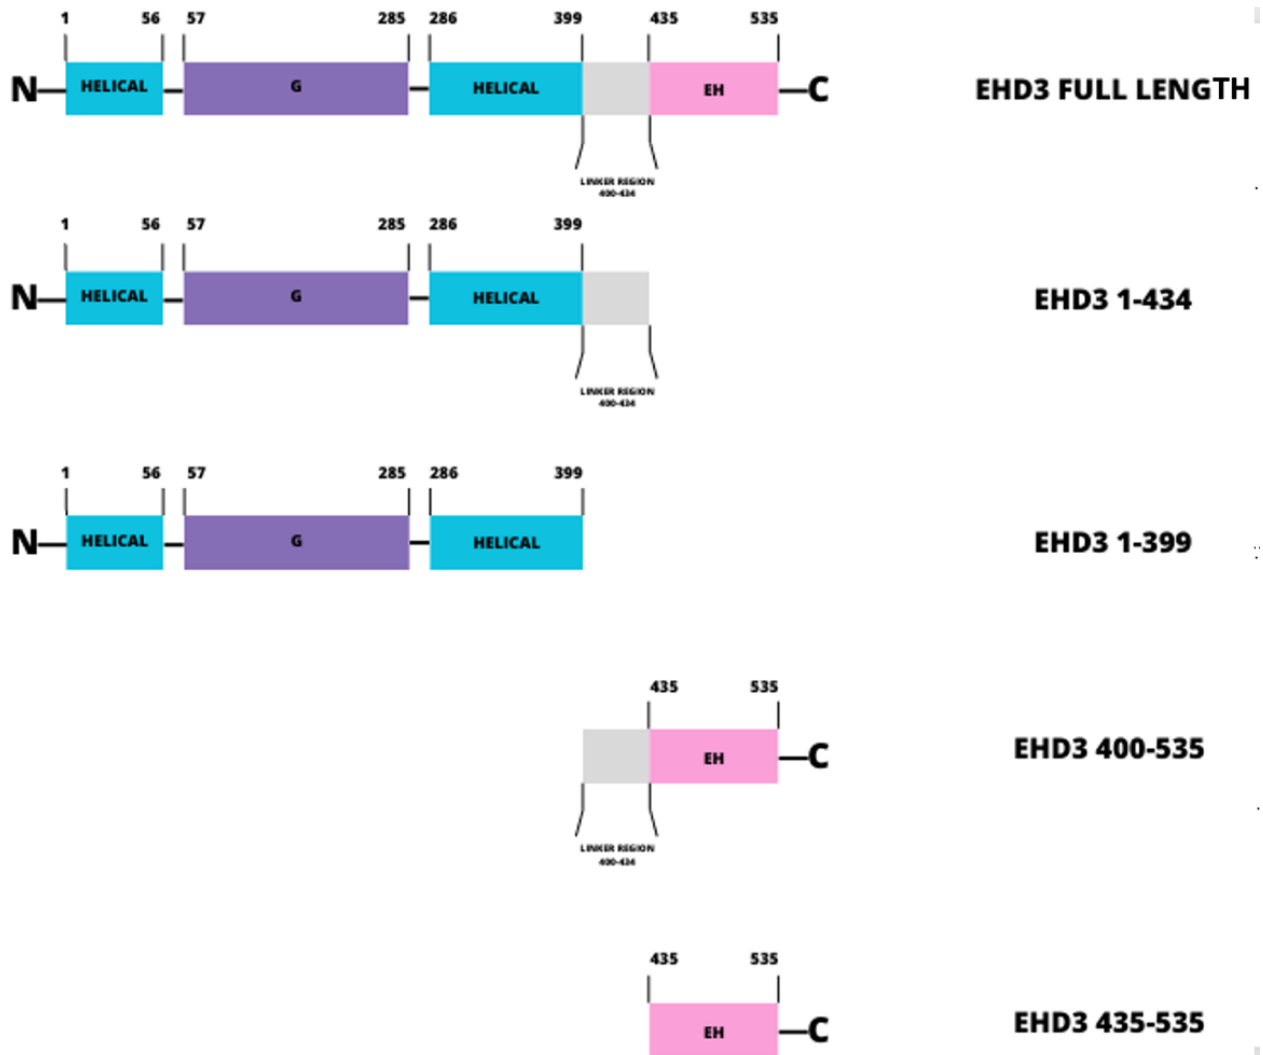 1 56 57 285 286 399 435 535
N HELICAL G HELICAL EH C EHD3 FULL LENGTH
LINKER REGION
400-434
1 56 57 285 286 399
N HELICAL G HELICAL EHD3 1-434
LINKER REGION
400-434
1 56 57 285 286 399
N HELICAL G HELICAL EHD3 1-399
435 535
EH C EHD3 400-535
LINKER REGION
400-434
435 535
EH C EHD3 435-535